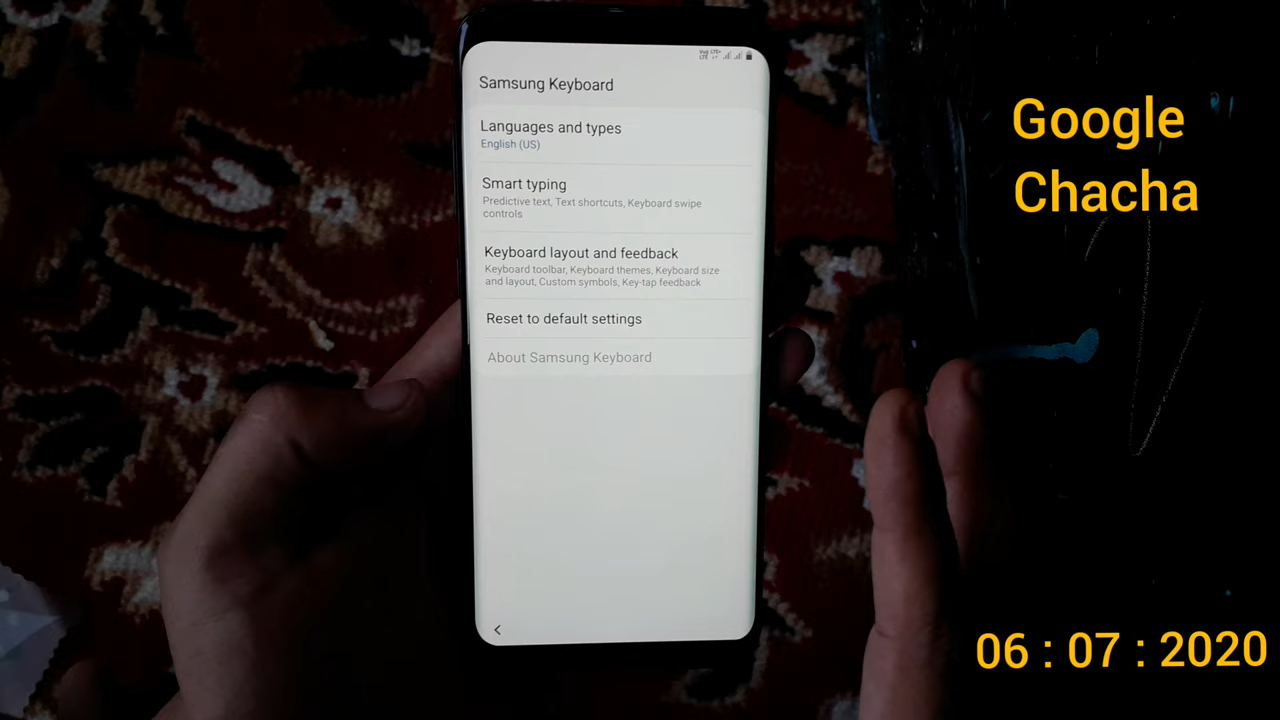 Samsung Keyboard
Languages and types
English (US)
Smart typing
Predictive text, Text shortcuts, Keyboard swipe
controls
Keyboard layout and feedback
Keyboard toolbar, Keyboard themes, Keyboard size
and layout, Custom symbols, Key-tap feedback
Reset to default settings
About Samsung Keyboard
Google
Chacha
06 : 07 : 2020